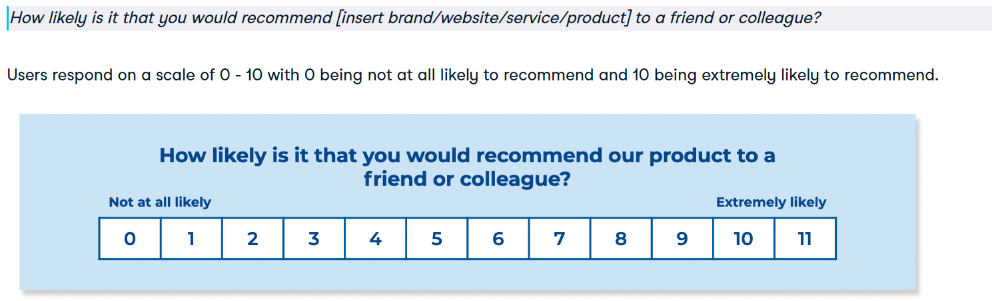 How likely is it that you would recommend [insert brand/website/service/product] to a friend or colleague?
Users respond on a scale of 0 - 10 with 0 being not at all likely to recommend and 10 being extremely likely to recommend.
How likely is it that you would recommend our product to a
friend or colleague?
Not at all likely Extremely likely
0 1 2 3 4 5 6 7 8 9 10 11